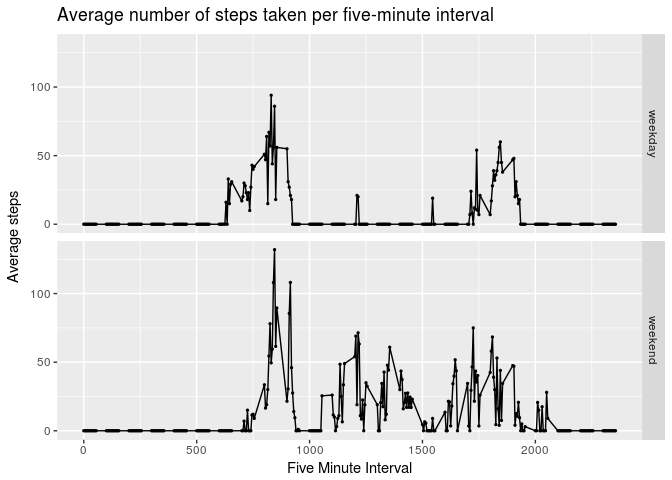 Average number of steps taken per five-minute interval
Average steps
100
50
0
weekday
100
50
0
weekend
0
500
1000
1500
2000
Five Minute Interval